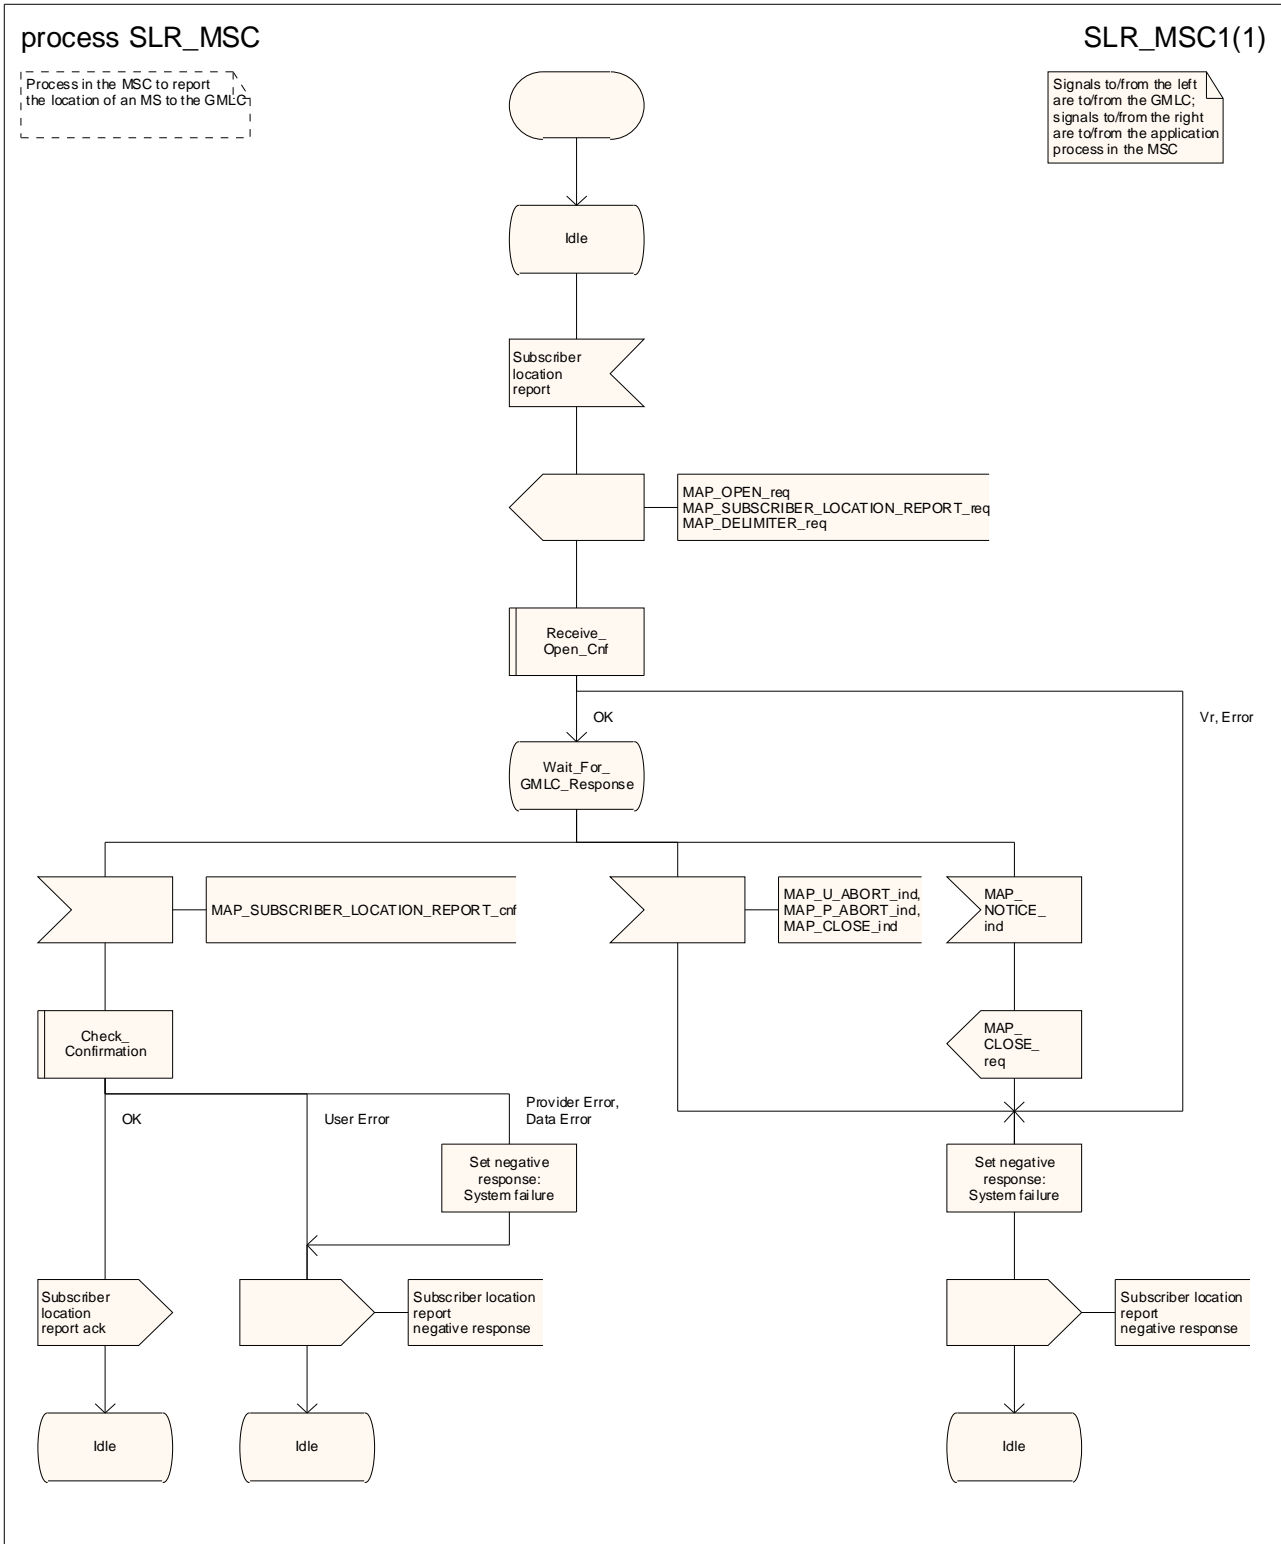 process SLR_MSC
SLR_MSC1(1)
Process in the MSC to report
the location of an MS to the GMLC
Signals to/from the left
are to/from the GMLC;
signals to/from the right
are to/from the application
process in the MSC
Idle
Subscriber
location
report
MAP_OPEN_req
MAP_SUBSCRIBER_LOCATION_REPORT_req
MAP_DELIMITER_req
Receive_
Open_Cnf
OK
Vr, Error
Wait_For_
GMLC_Response
MAP_SUBSCRIBER_LOCATION_REPORT_cnf
MAP_U_ABORT_ind,
MAP_P_ABORT_ind,
MAP_CLOSE_ind
MAP_
NOTICE_
ind
Check_
Confirmation
MAP_
CLOSE_
req
OK
User Error
Provider Error,
Data Error
Set negative
response:
System failure
Set negative
response:
System failure
Subscriber
location
report ack
Subscriber location
report
negative response
Subscriber location
report
negative response
Idle
Idle
Idle